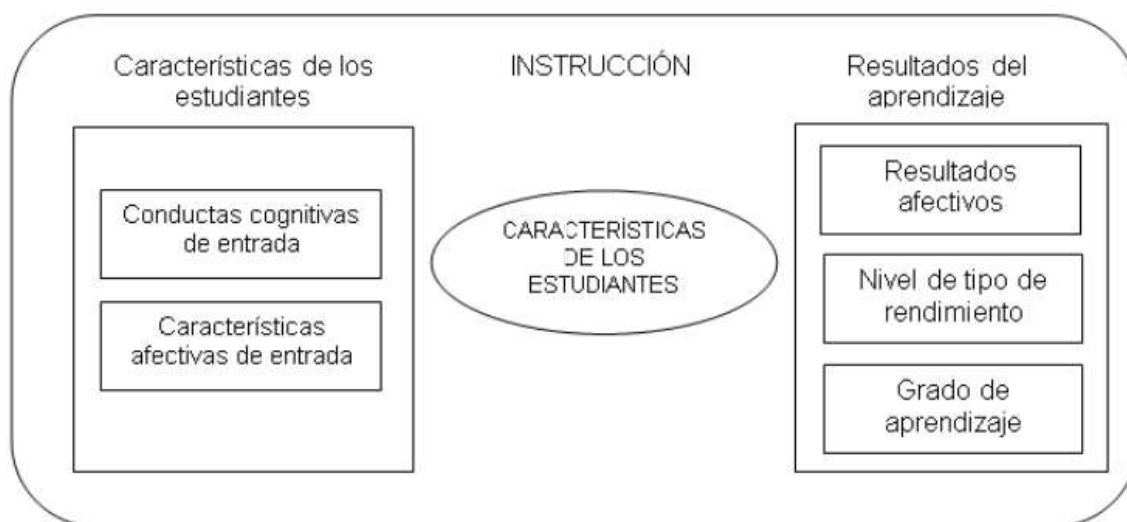 Características de los
estudiantes
Conductas cognitivas
de entrada
Características
afectivas de entrada
INSTRUCCIÓN
CARACTERÍSTICAS
DE LOS
ESTUDIANTES
Resultados del
aprendizaje
Resultados
afectivos
Nivel de tipo de
rendimiento
Grado de
aprendizaje